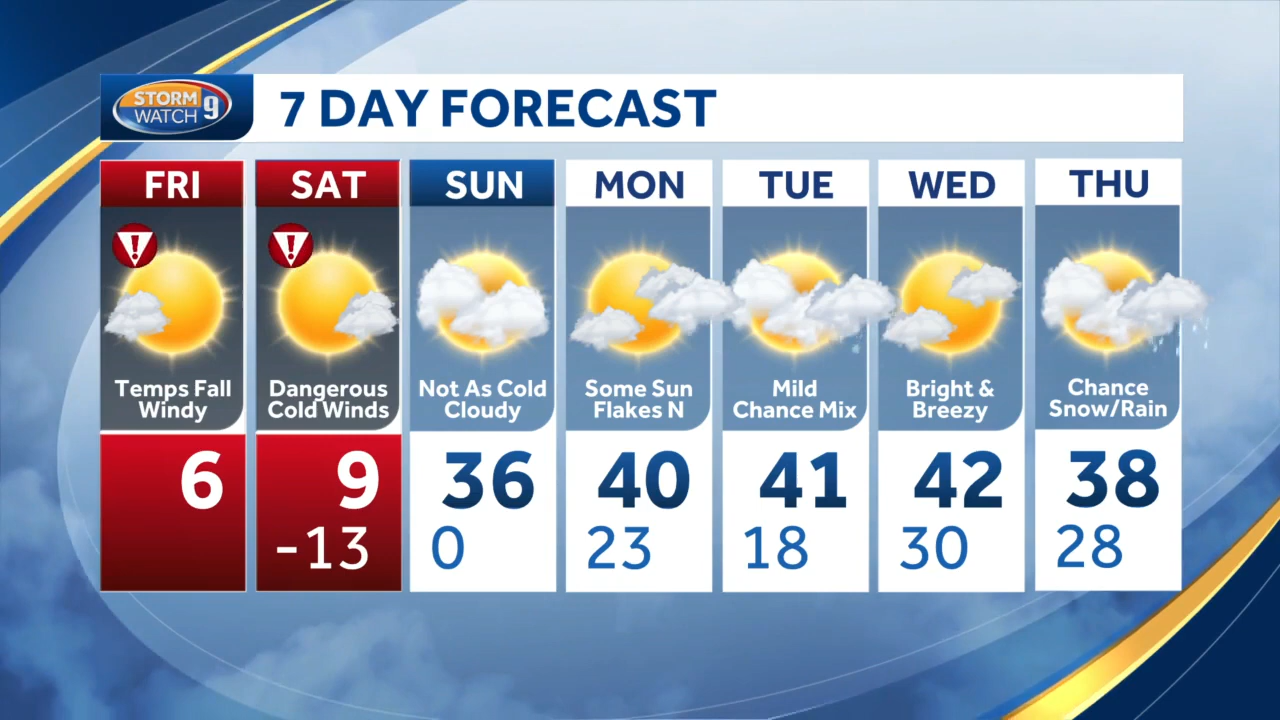 STORM
WATCH 9
7 DAY FORECAST
FRI
SAT
SUN
MON
TUE
WED
THU
!
!
Temps Fall
Windy
Dangerous
Cold Winds
Not As Cold
Cloudy
Some Sun
Flakes N
Mild
Chance Mix
Bright &
Breezy
Chance
Snow/Rain
6
9
36
40
41
42
38
-13
0
23
18
30
28